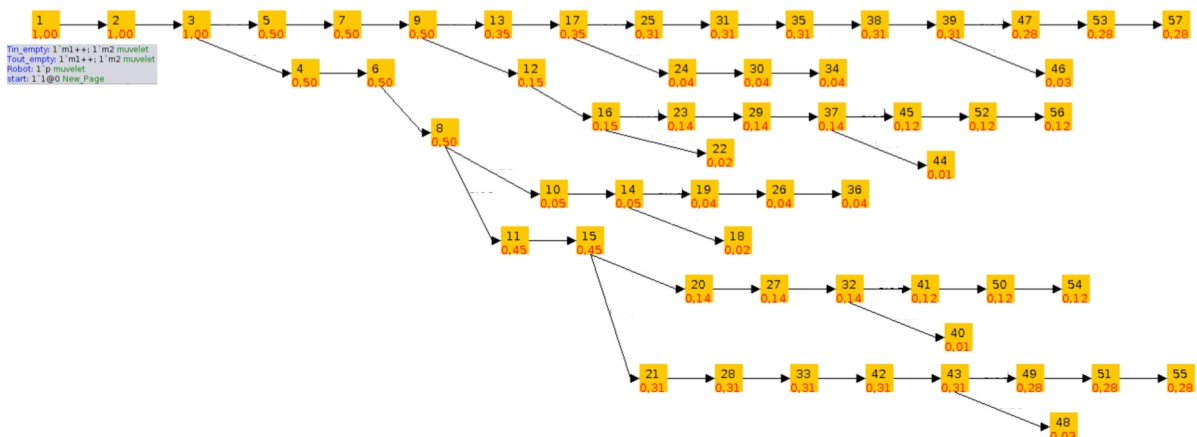 1 2 3 5 7 9 13 17 25 31 35 38 39 47 53 57
1,00 1,00 1,00 0,50 0,50 0,50 0,35 0,35 0,31 0,31 0,31 0,31 0,31 0,28 0,28 0,28
Tin_empty: 1`m1++; 1`m2 muvelet
Tout_empty: 1`m1++; 1`m2 muvelet
Robot: 1`p muvelet
start: 1`1@0 New_Page
4 6 12 24 30 34 46
0,50 0,50 0,15 0,04 0,04 0,04 0,03
16 23 29 37 45 52 56
0,15 0,14 0,14 0,14 0,12 0,12 0,12
8
0,50
22
0,02
44
0,01
10 14 19 26 36
0,05 0,05 0,04 0,04 0,04
11 15 18
0,45 0,45 0,02
20 27 32 41 50 54
0,14 0,14 0,14 0,12 0,12 0,12
40
0,01
21 28 33 42 43 49 51 55
0,31 0,31 0,31 0,31 0,31 0,28 0,28 0,28
48
0,03